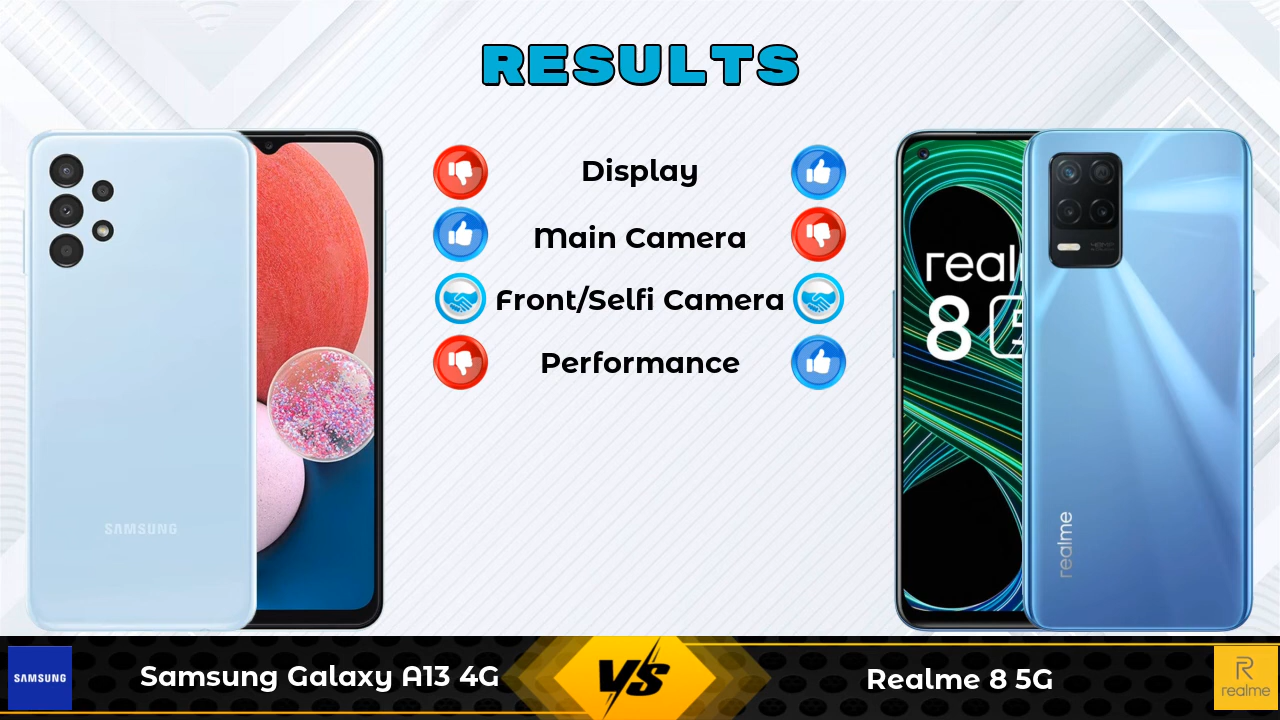 RESULTS
Display
Main Camera
Front/Selfi Camera
Performance
SAMSUNG
real
8 5
realme
SAMSUNG
Samsung Galaxy A13 4G
VS
Realme 8 5G
R
realme